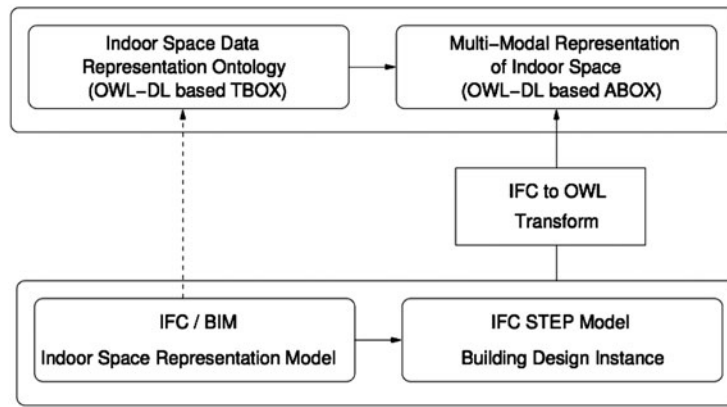 Indoor Space Data
Representation Ontology
(OWL–DL based TBOX)
Multi–Modal Representation
of Indoor Space
(OWL–DL based ABOX)
IFC to OWL
Transform
IFC / BIM
Indoor Space Representation Model
IFC STEP Model
Building Design Instance